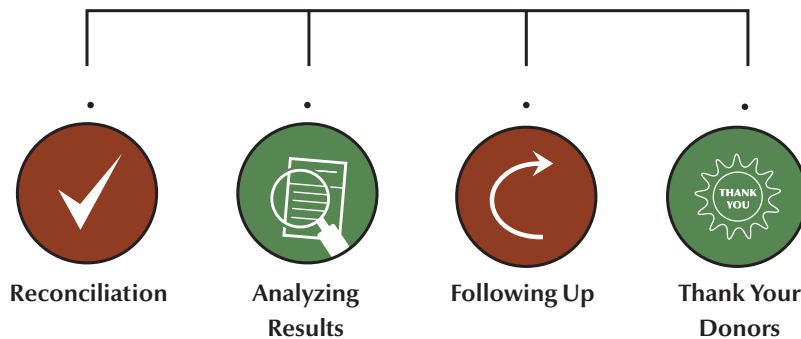 THANK
YOU
Reconciliation
Analyzing
Results
Following Up
Thank Your
Donors